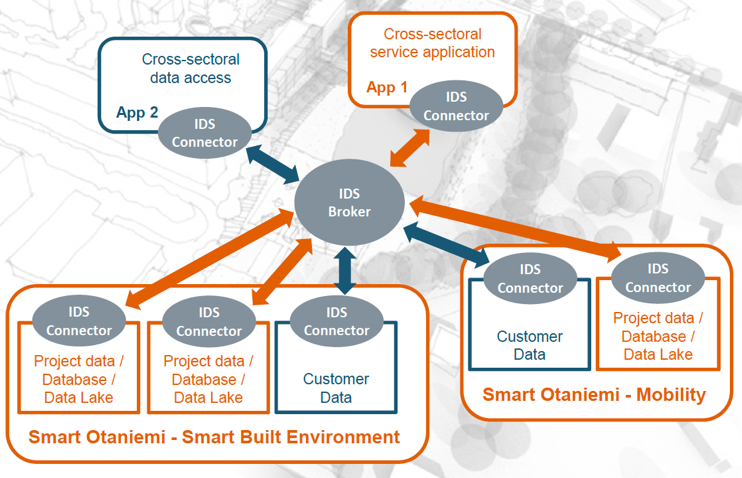 Cross-sectoral
data access
App 2
IDS
Connector
Cross-sectoral
service application
App 1
IDS
Connector
IDS
Broker
IDS
Connector
Project data /
Database /
Data Lake
IDS
Connector
Project data /
Database /
Data Lake
IDS
Connector
Customer
Data
Smart Otaniemi - Smart Built Environment
IDS
Connector
Customer
Data
IDS
Connector
Project data /
Database /
Data Lake
Smart Otaniemi - Mobility